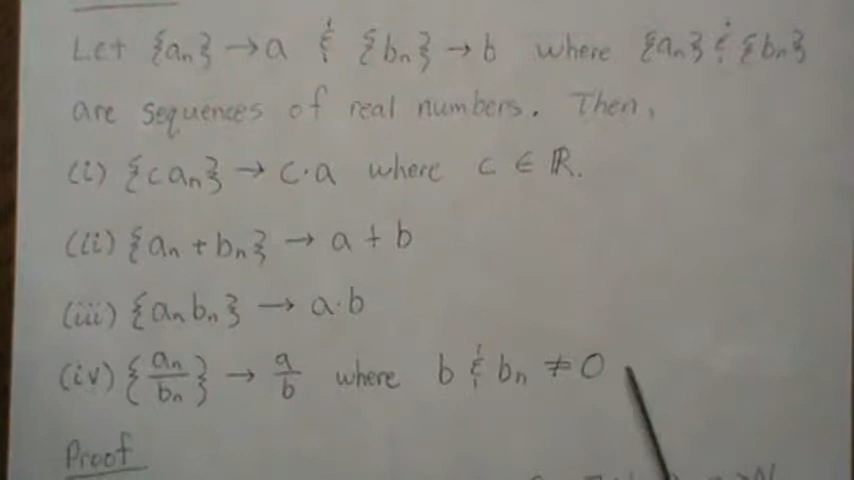 Let {aₙ} → a & {bₙ} → b where {aₙ} & {bₙ}
are sequences of real numbers. Then,
(i) {c aₙ} → c·a where c ∈ ℝ.
(ii) {aₙ + bₙ} → a + b
(iii) {aₙ bₙ} → a·b
(iv) {aₙ/bₙ} → a/b where b & bₙ ≠ 0
Proof